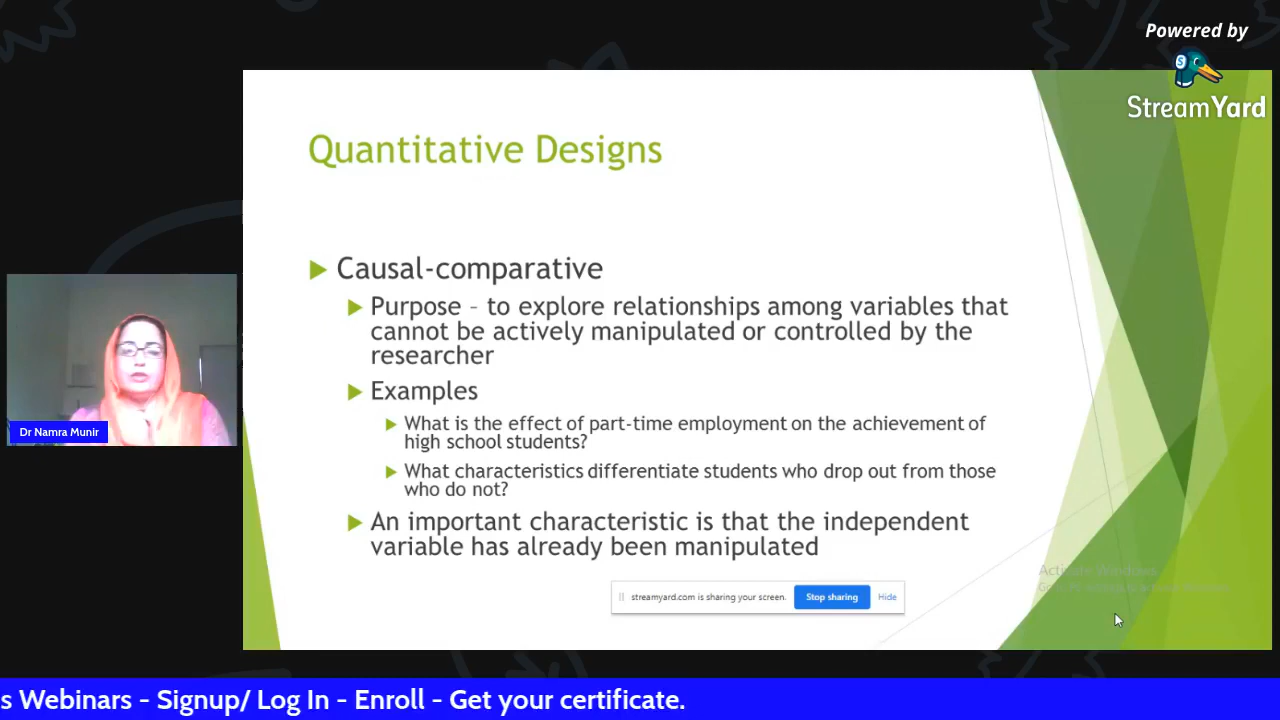 Powered by
StreamYard
Quantitative Designs
Causal-comparative
Purpose – to explore relationships among variables that
cannot be actively manipulated or controlled by the
researcher
Examples
What is the effect of part-time employment on the achievement of
high school students?
What characteristics differentiate students who drop out from those
who do not?
An important characteristic is that the independent
variable has already been manipulated
Dr Namra Munir
Activate Windows
streamyard.com is sharing your screen.
Stop sharing
Hide
s Webinars - Signup/ Log In - Enroll - Get your certificate.